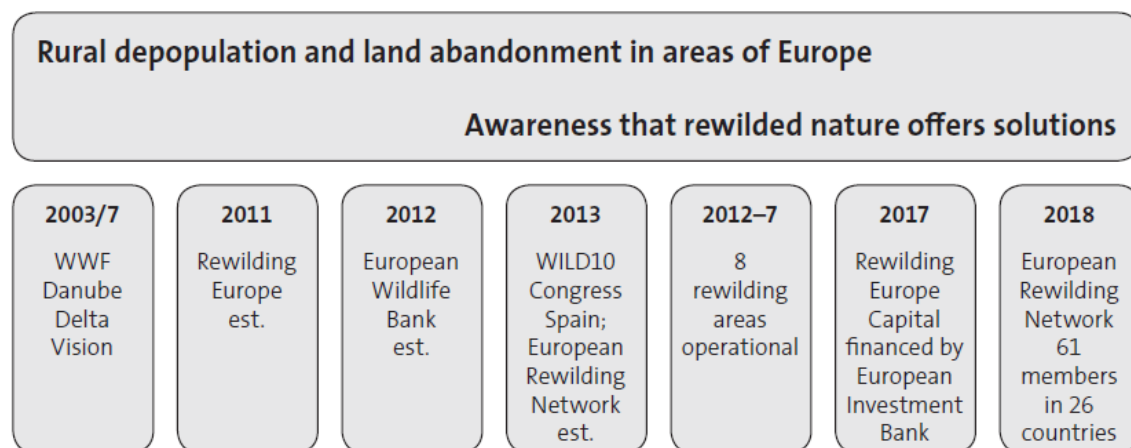 Rural depopulation and land abandonment in areas of Europe
Awareness that rewilded nature offers solutions
2003/7
WWF
Danube
Delta
Vision
2011
Rewilding
Europe
est.
2012
European
Wildlife
Bank
est.
2013
WILD10
Congress
Spain;
European
Rewilding
Network
est.
2012–7
8
rewilding
areas
operational
2017
Rewilding
Europe
Capital
financed by
European
Investment
Bank
2018
European
Rewilding
Network
61
members
in 26
countries